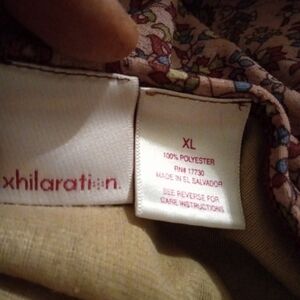 xhilaration.
XL
100% POLYESTER
RN# 17730
MADE IN EL SALVADOR
SEE REVERSE FOR
CARE INSTRUCTIONS